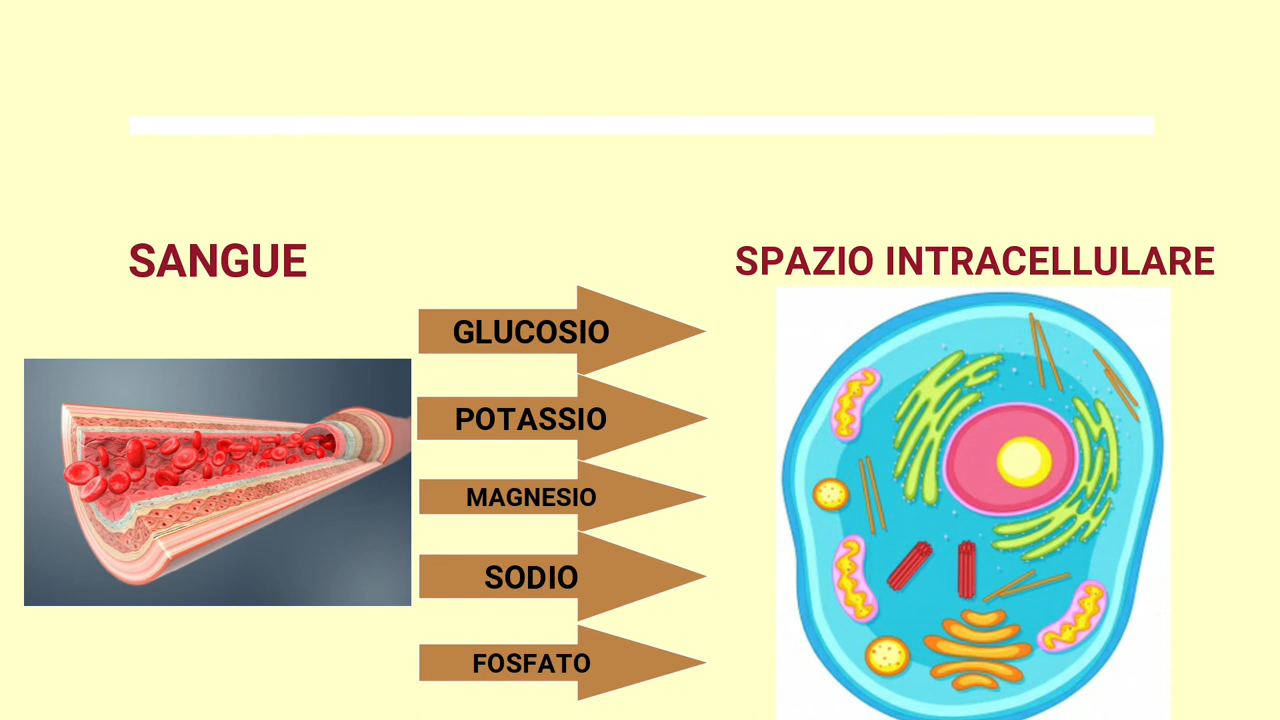 SANGUE
SPAZIO INTRACELLULARE
GLUCOSIO
POTASSIO
MAGNESIO
SODIO
FOSFATO